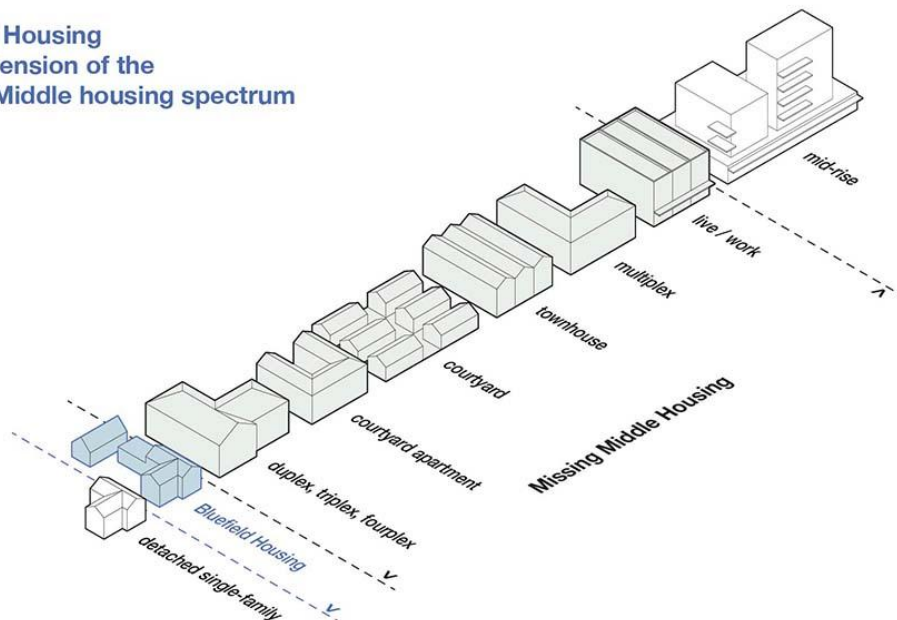 Housing
ension of the
Middle housing spectrum
mid-rise
live / work
multiplex
townhouse
courtyard
courtyard apartment
duplex, triplex, fourplex
Bluefield Housing
detached single-family
Missing Middle Housing